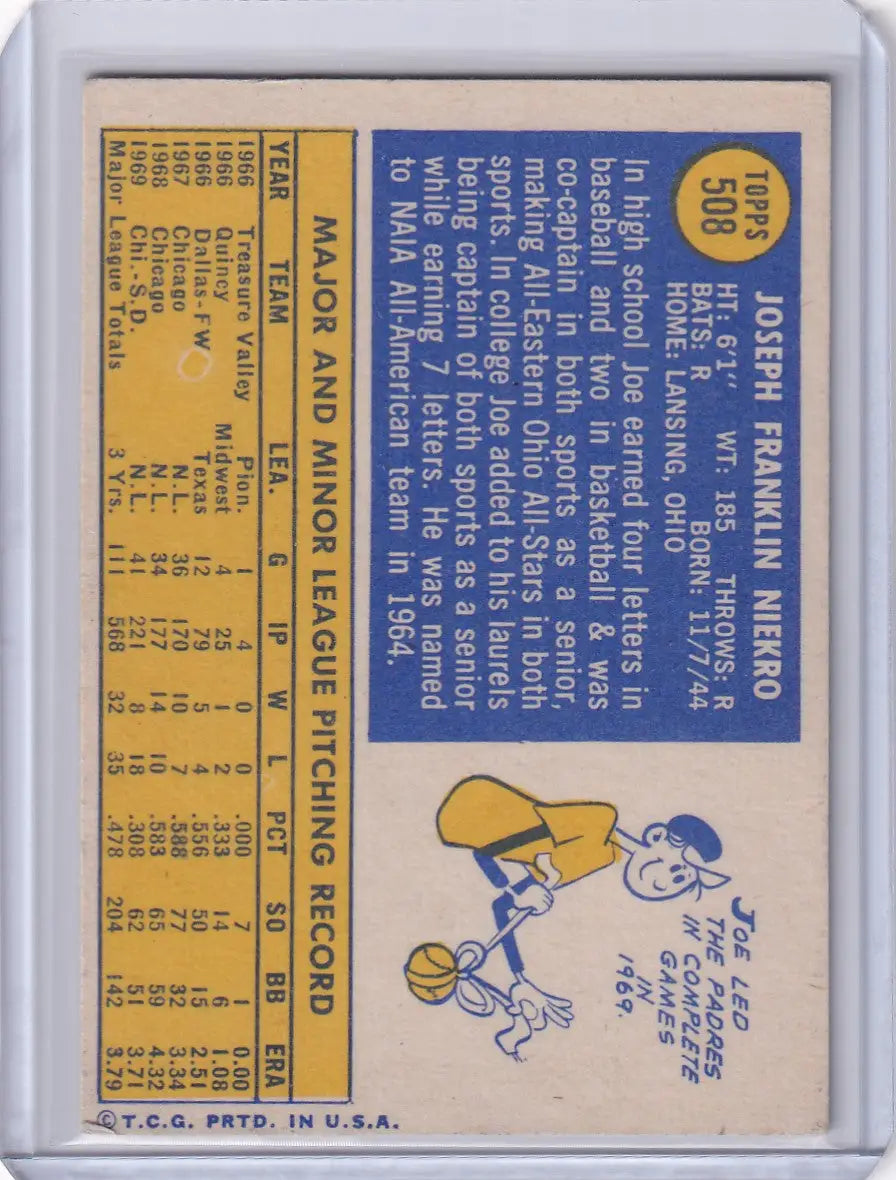 TOPPS
508
JOSEPH FRANKLIN NIEKRO
HT: 6'1" WT: 185 THROWS: R
BATS: R BORN: 11/7/44
HOME: LANSING, OHIO
In high school Joe earned four letters in
baseball and two in basketball & was
co-captain in both sports as a senior,
making All-Eastern Ohio All-Stars in both
sports. In college Joe added to his laurels
being captain of both sports as a senior
while earning 7 letters. He was named
to NAIA All-American team in 1964.
JOE LED
THE PADRES
IN COMPLETE
GAMES
IN
1969.
MAJOR AND MINOR LEAGUE PITCHING RECORD
YEAR TEAM LEA. G IP W L PCT SO BB ERA
1966 Treasure Valley Pion. 1 4 0 0 .000 7 1 0.00
1966 Quincy Midwest 4 25 1 2 .333 14 6 1.08
1966 Dallas-FW Texas 12 79 5 4 .556 50 15 2.51
1967 Chicago N.L. 36 170 10 7 .588 77 32 3.34
1968 Chicago N.L. 34 177 14 10 .583 65 59 4.32
1969 Chi.-S.D. N.L. 41 221 8 18 .308 62 51 3.71
Major League Totals 3 Yrs. 111 568 32 35 .478 204 142 3.79
© T.C.G. PRTD. IN U.S.A.